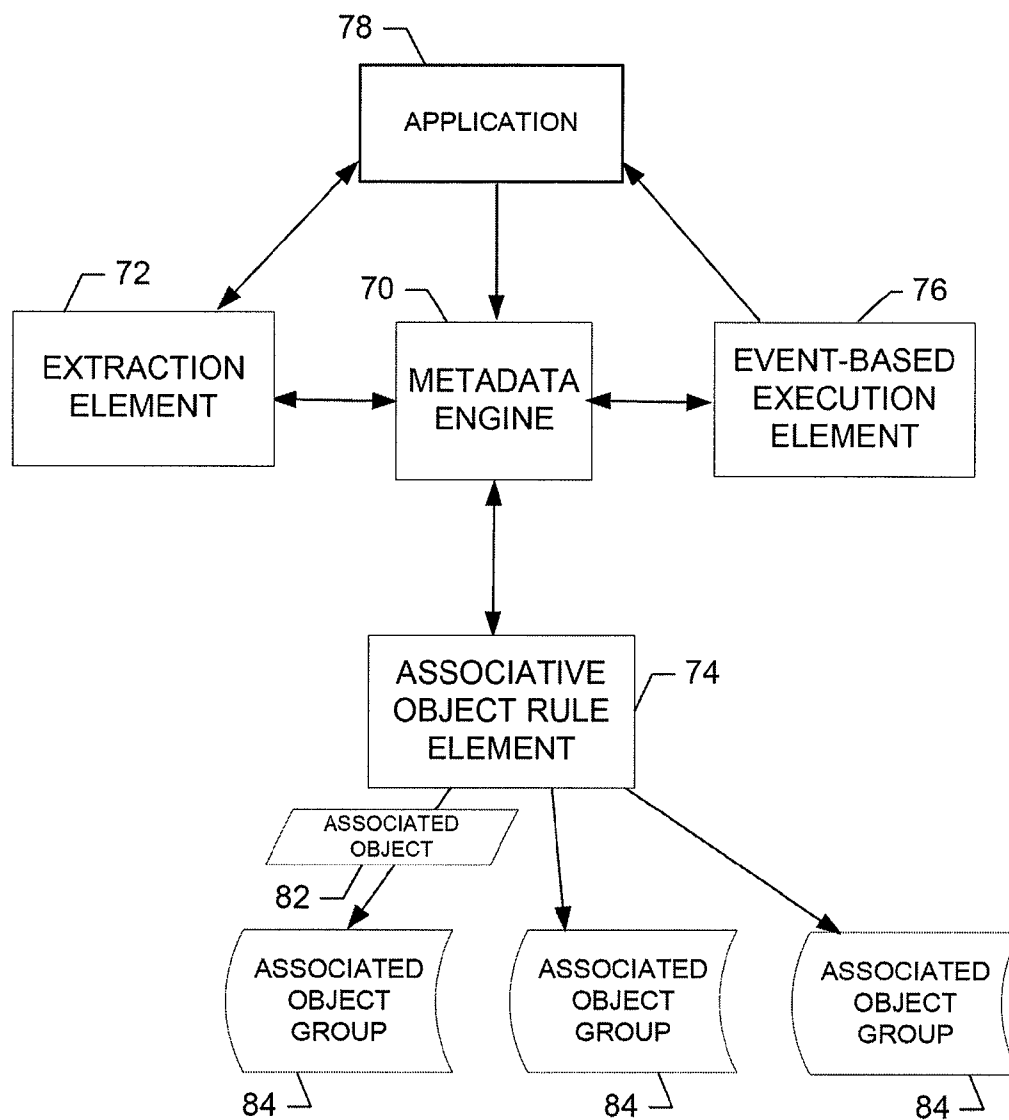 78
APPLICATION
72
70
76
EXTRACTION
ELEMENT
METADATA
ENGINE
EVENT-BASED
EXECUTION
ELEMENT
74
ASSOCIATIVE
OBJECT RULE
ELEMENT
ASSOCIATED
OBJECT
82
ASSOCIATED
OBJECT
GROUP
ASSOCIATED
OBJECT
GROUP
ASSOCIATED
OBJECT
GROUP
84
84
84